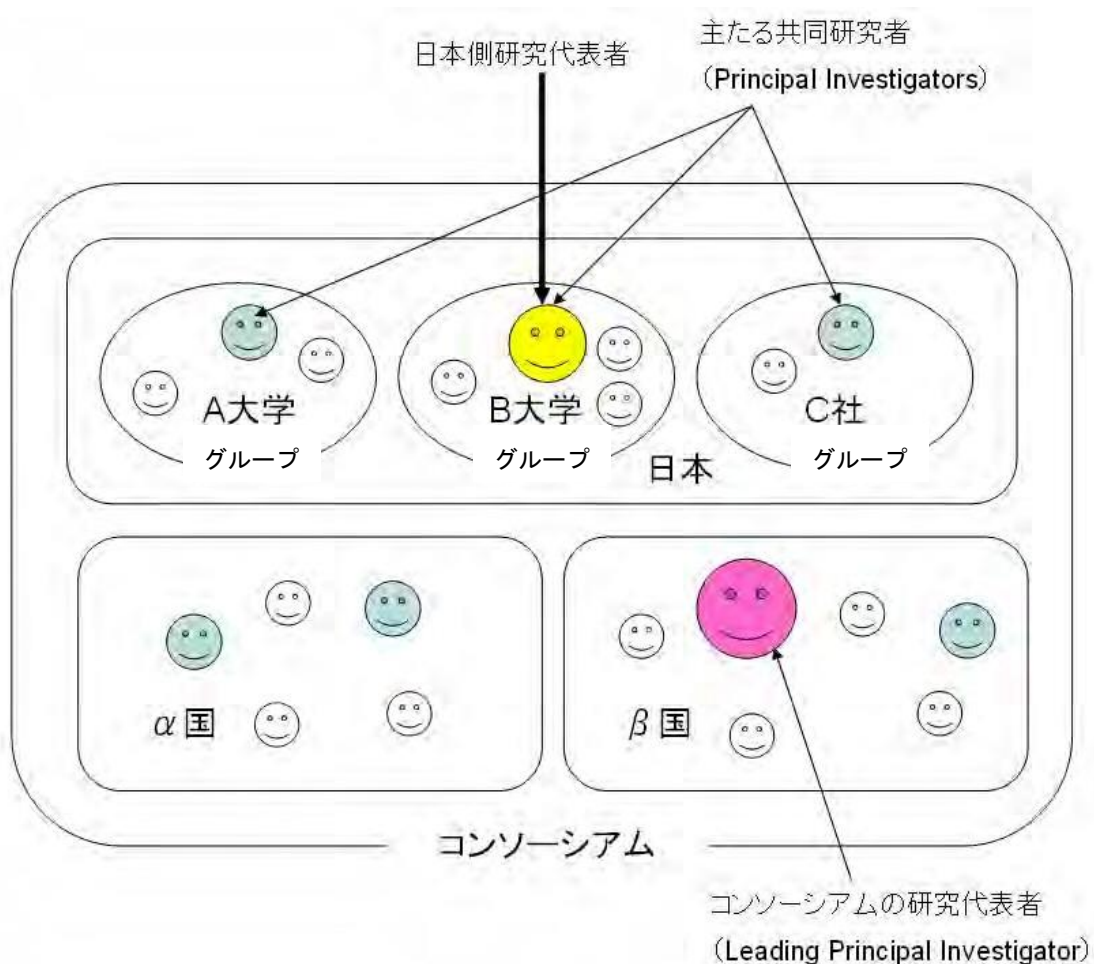 日本側研究代表者
主たる共同研究者
（Principal Investigators）
A大学
グループ
B大学
グループ
C社
グループ
日本
α国
β国
コンソーシアム
コンソーシアムの研究代表者
（Leading Principal Investigator）